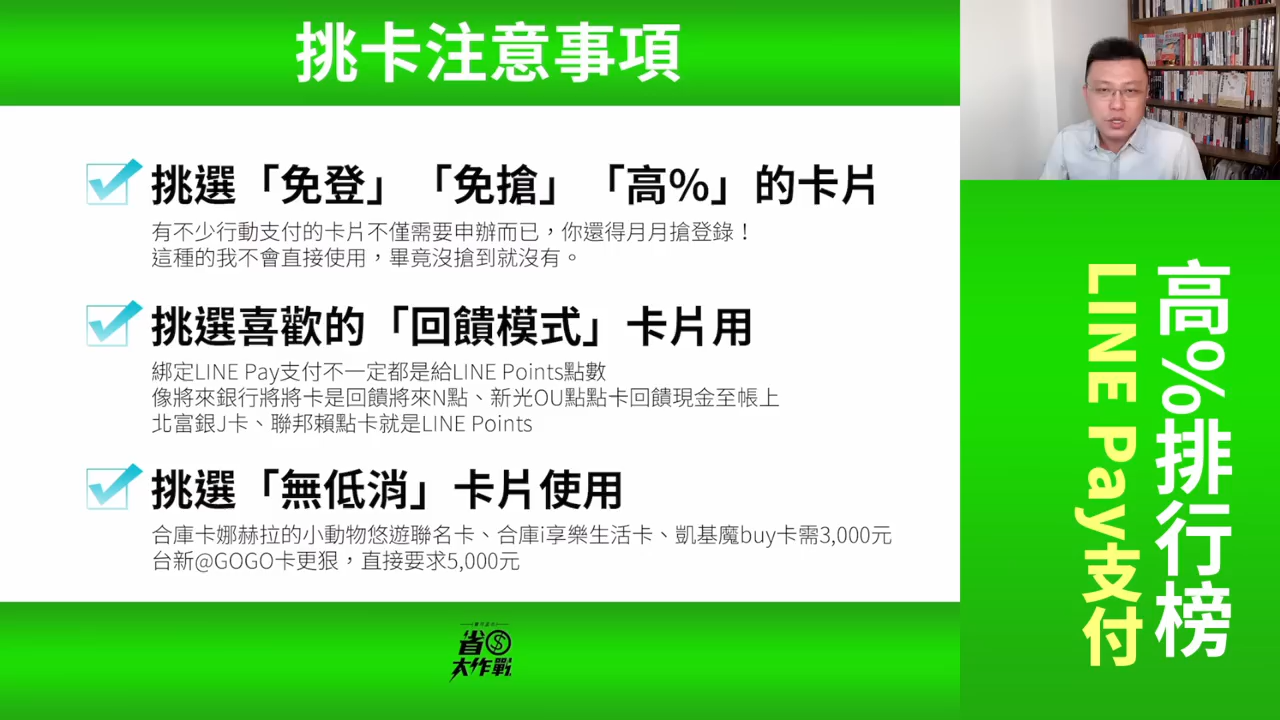 挑卡注意事項
挑選「免登」「免搶」「高%」的卡片
有不少行動支付的卡片不僅需要申辦而已，你還得月月搶登錄！
這種的我不會直接使用，畢竟沒搶到就沒有。
挑選喜歡的「回饋模式」卡片用
綁定LINE Pay支付不一定都是給LINE Points點數
像將來銀行將將卡是回饋將來N點、新光OU點點卡回饋現金至帳上
北富銀J卡、聯邦賴點卡就是LINE Points
挑選「無低消」卡片使用
合庫卡娜赫拉的小動物悠遊聯名卡、合庫i享樂生活卡、凱基魔buy卡需3,000元
台新@GOGO卡更狠，直接要求5,000元
省
大作戰
高%排行榜
LINE Pay支付